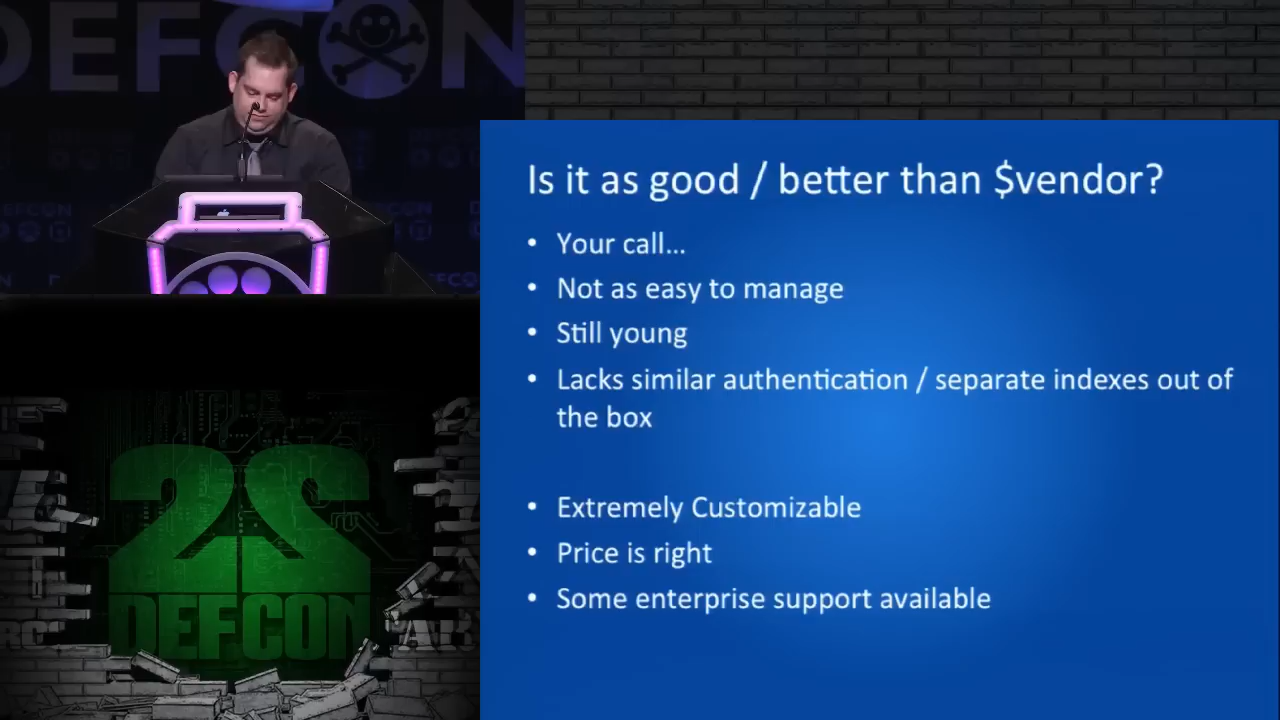 DEFCON
Is it as good / better than $vendor?
• Your call...
• Not as easy to manage
• Still young
• Lacks similar authentication / separate indexes out of
the box
• Extremely Customizable
• Price is right
• Some enterprise support available
22
DEFCON